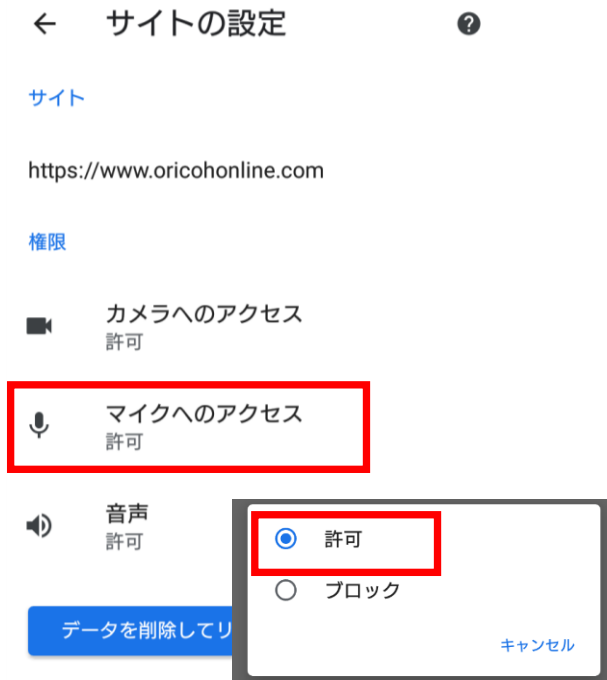 サイトの設定
サイト
https://www.oricohonline.com
権限
カメラへのアクセス
許可
マイクへのアクセス
許可
音声
許可
データを削除してリ
許可
ブロック
キャンセル